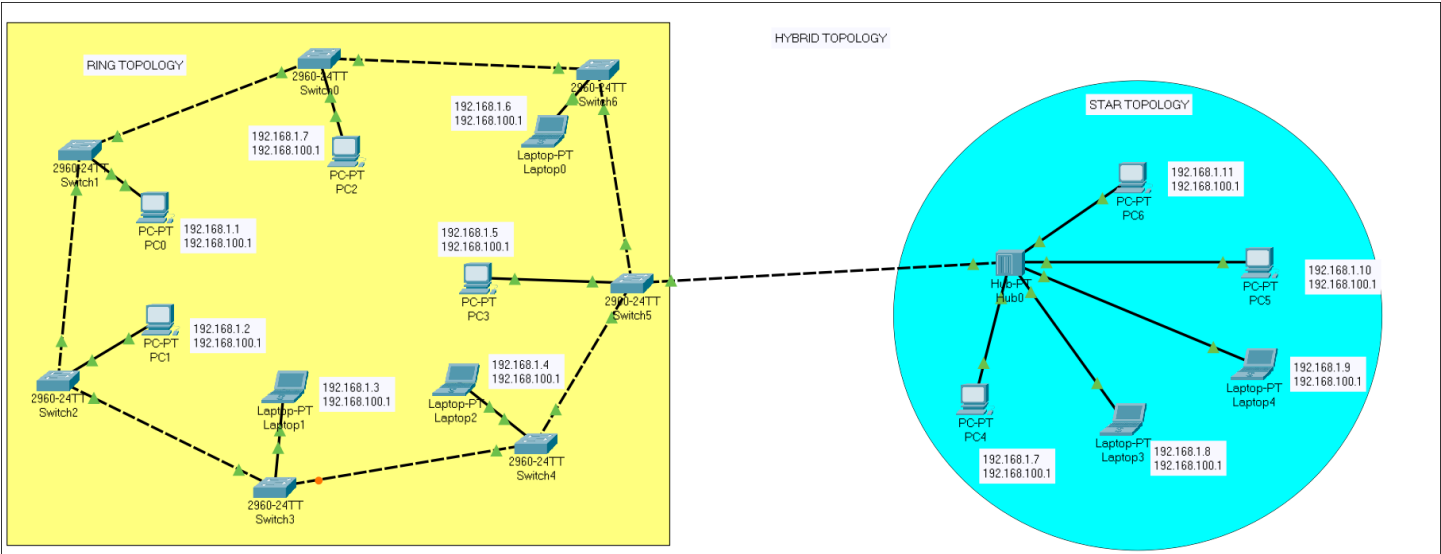 HYBRID TOPOLOGY
RING TOPOLOGY
2960-24TT
Switch0
2960-24TT
Switch6
192.168.1.6
192.168.100.1
Laptop-PT
Laptop0
192.168.1.7
192.168.100.1
PC-PT
PC2
2960-24TT
Switch1
PC-PT
PC0
192.168.1.1
192.168.100.1
192.168.1.5
192.168.100.1
PC-PT
PC3
2960-24TT
Switch5
192.168.1.2
192.168.100.1
PC-PT
PC1
2960-24TT
Switch2
192.168.1.3
192.168.100.1
Laptop-PT
Laptop1
192.168.1.4
192.168.100.1
Laptop-PT
Laptop2
2960-24TT
Switch4
2960-24TT
Switch3
STAR TOPOLOGY
192.168.1.11
192.168.100.1
PC-PT
PC6
Hub-PT
Hub0
192.168.1.10
192.168.100.1
PC-PT
PC5
192.168.1.9
192.168.100.1
Laptop-PT
Laptop4
PC-PT
PC4
192.168.1.7
192.168.100.1
Laptop-PT
Laptop3
192.168.1.8
192.168.100.1